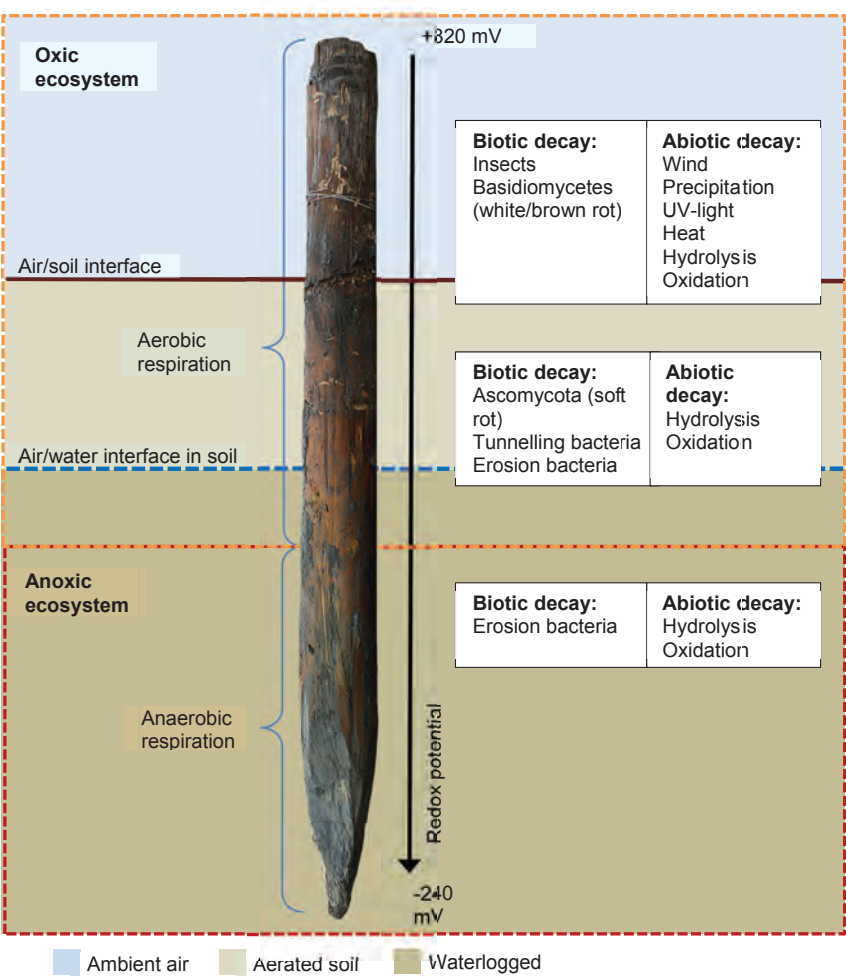 +820 mV
Oxic
ecosystem
Biotic decay:
Insects
Basidiomycetes
(white/brown rot)
Abiotic decay:
Wind
Precipitation
UV-light
Heat
Hydrolysis
Oxidation
Air/soil interface
Aerobic
respiration
Biotic decay:
Ascomycota (soft
rot)
Tunnelling bacteria
Erosion bacteria
Abiotic
decay:
Hydrolysis
Oxidation
Air/water interface in soil
Anoxic
ecosystem
Biotic decay:
Erosion bacteria
Abiotic decay:
Hydrolysis
Oxidation
Anaerobic
respiration
Redox potential
-240
mV
Ambient air
Aerated soil
Waterlogged